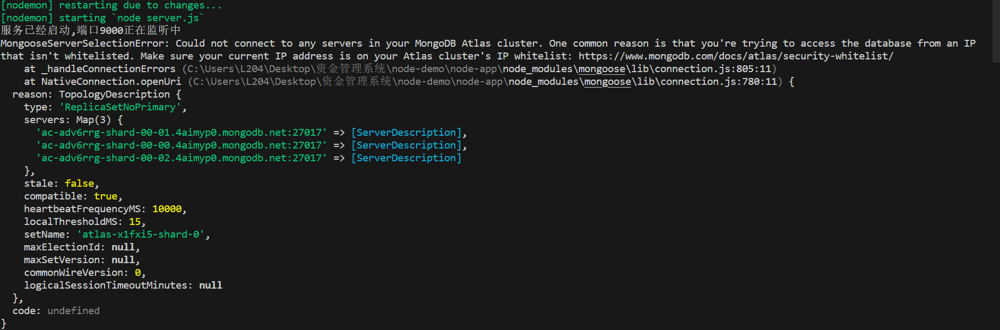 [nodemon] restarting due to changes...
[nodemon] starting `node server.js`
服务已经启动,端口9000正在监听中
MongooseServerSelectionError: Could not connect to any servers in your MongoDB Atlas cluster. One common reason is that you're trying to access the database from an IP
that isn't whitelisted. Make sure your current IP address is on your Atlas cluster's IP whitelist: https://www.mongodb.com/docs/atlas/security-whitelist/
    at _handleConnectionErrors (C:\Users\L204\Desktop\资金管理系统\node-demo\node-app\node_modules\mongoose\lib\connection.js:805:11)
    at NativeConnection.openUri (C:\Users\L204\Desktop\资金管理系统\node-demo\node-app\node_modules\mongoose\lib\connection.js:780:11) {
  reason: TopologyDescription {
    type: 'ReplicaSetNoPrimary',
    servers: Map(3) {
      'ac-adv6rrg-shard-00-01.4aimyp0.mongodb.net:27017' => [ServerDescription],
      'ac-adv6rrg-shard-00-00.4aimyp0.mongodb.net:27017' => [ServerDescription],
      'ac-adv6rrg-shard-00-02.4aimyp0.mongodb.net:27017' => [ServerDescription]
    },
    stale: false,
    compatible: true,
    heartbeatFrequencyMS: 10000,
    localThresholdMS: 15,
    setName: 'atlas-x1fxi5-shard-0',
    maxElectionId: null,
    maxSetVersion: null,
    commonWireVersion: 0,
    logicalSessionTimeoutMinutes: null
  },
  code: undefined
}